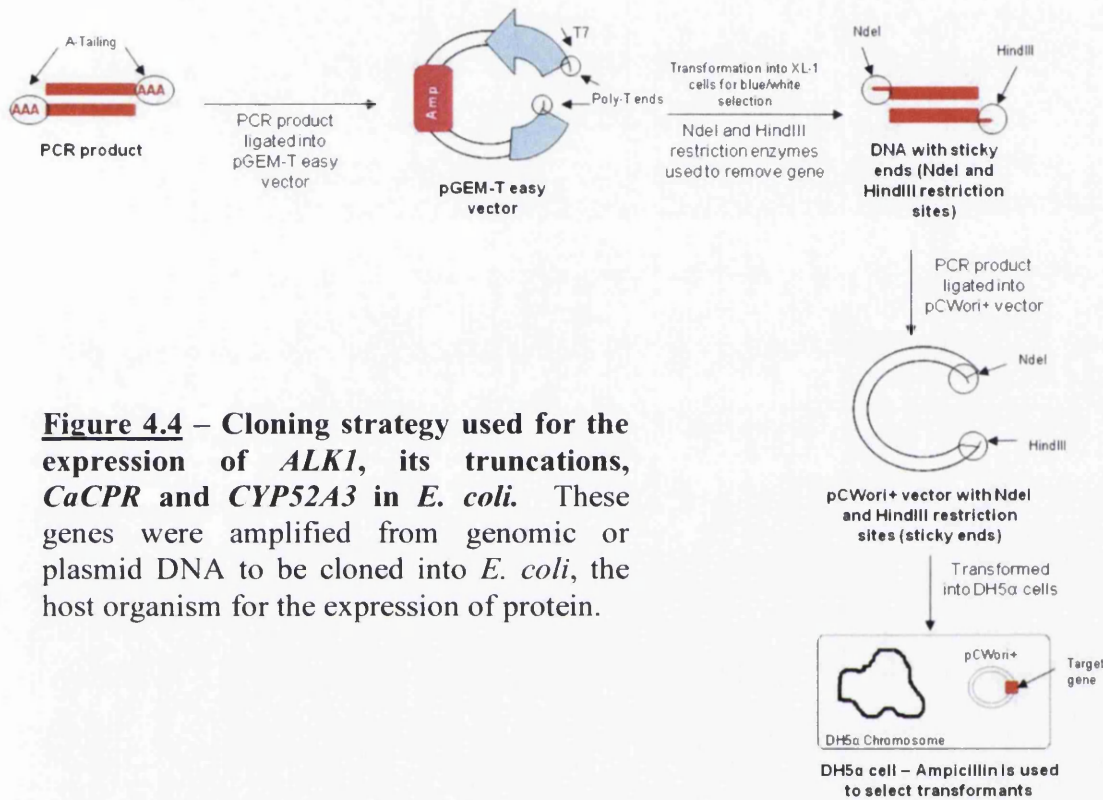 A-Tailing
AAA
AAA
PCR product
PCR product
ligated into
pGEM-T easy
vector
Amp
T7
Poly-T ends
pGEM-T easy
vector
Transformation into XL-1
cells for blue/white
selection
NdeI and HindIII
restriction enzymes
used to remove gene
NdeI
HindIII
DNA with sticky
ends (NdeI and
HindIII restriction
sites)
PCR product
ligated into
pCWori+ vector
NdeI
HindIII
pCWori+ vector with NdeI
and HindIII restriction
sites (sticky ends)
Transformed
into DH5α cells
pCWori+
Target
gene
DH5α Chromosome
DH5α cell – Ampicillin is used
to select transformants
Figure 4.4 – Cloning strategy used for the
expression of ALK1, its truncations,
CaCPR and CYP52A3 in E. coli. These
genes were amplified from genomic or
plasmid DNA to be cloned into E. coli, the
host organism for the expression of protein.